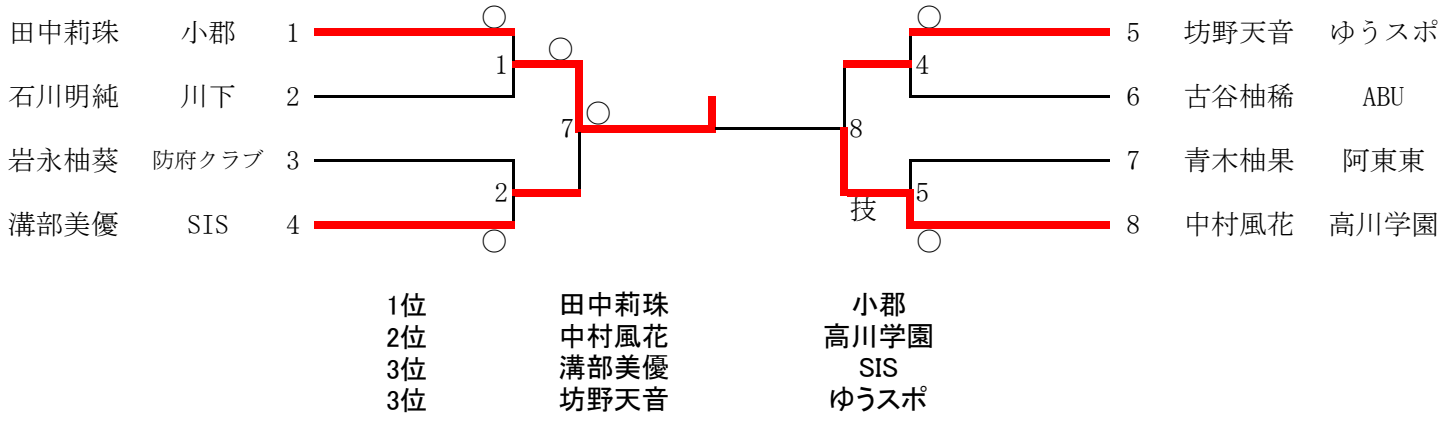 田中莉珠 小郡 1 ○ ○ 5 坊野天音 ゆうスポ
1 ○ 4
石川明純 川下 2 6 古谷柚稀 ABU
7 ○ 8
岩永柚葵 防府クラブ 3 7 青木柚果 阿東東
2 技 5
溝部美優 SIS 4 ○ ○ 8 中村風花 高川学園
1位 田中莉珠 小郡
2位 中村風花 高川学園
3位 溝部美優 SIS
3位 坊野天音 ゆうスポ